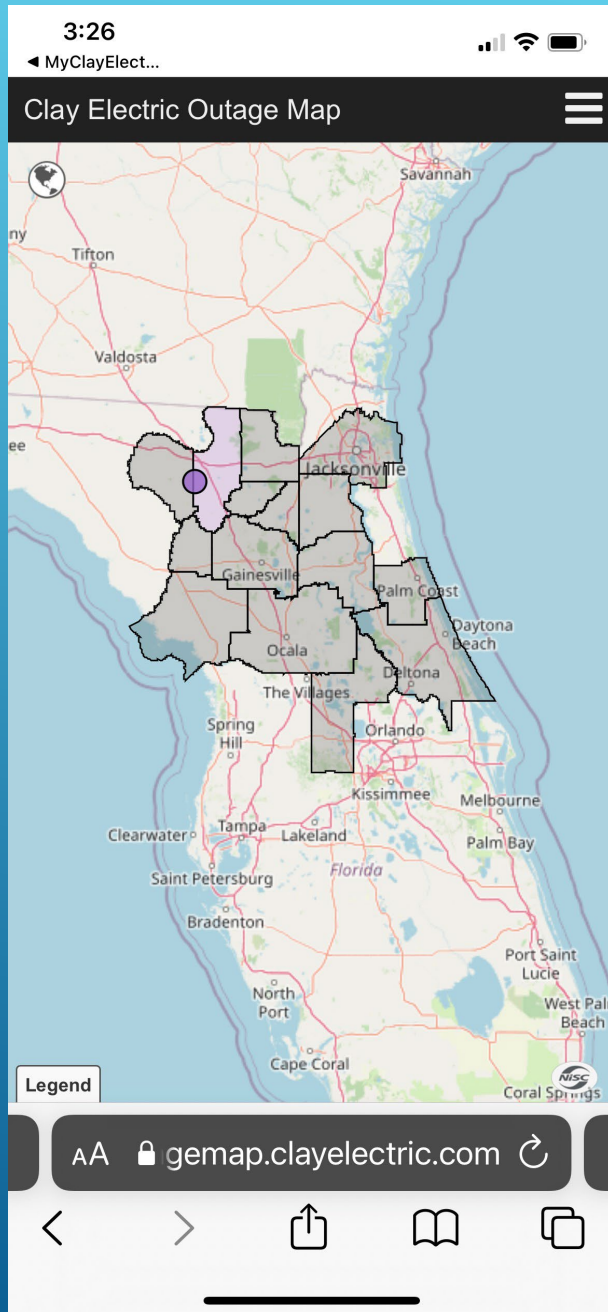 3:26
◀ MyClayElect...
Clay Electric Outage Map
Savannah
ny
Tifton
Valdosta
ee
Jacksonville
Gainesville
Palm Coast
Daytona
Beach
Ocala
Deltona
The Villages
Spring
Hill
Orlando
Kissimmee
Melbourne
Clearwater
Tampa
Lakeland
Palm Bay
Saint Petersburg
Florida
Bradenton
Port Saint
Lucie
North
Port
West Pal
Beach
Cape Coral
Legend
NISC
Coral Springs
AA gemap.clayelectric.com